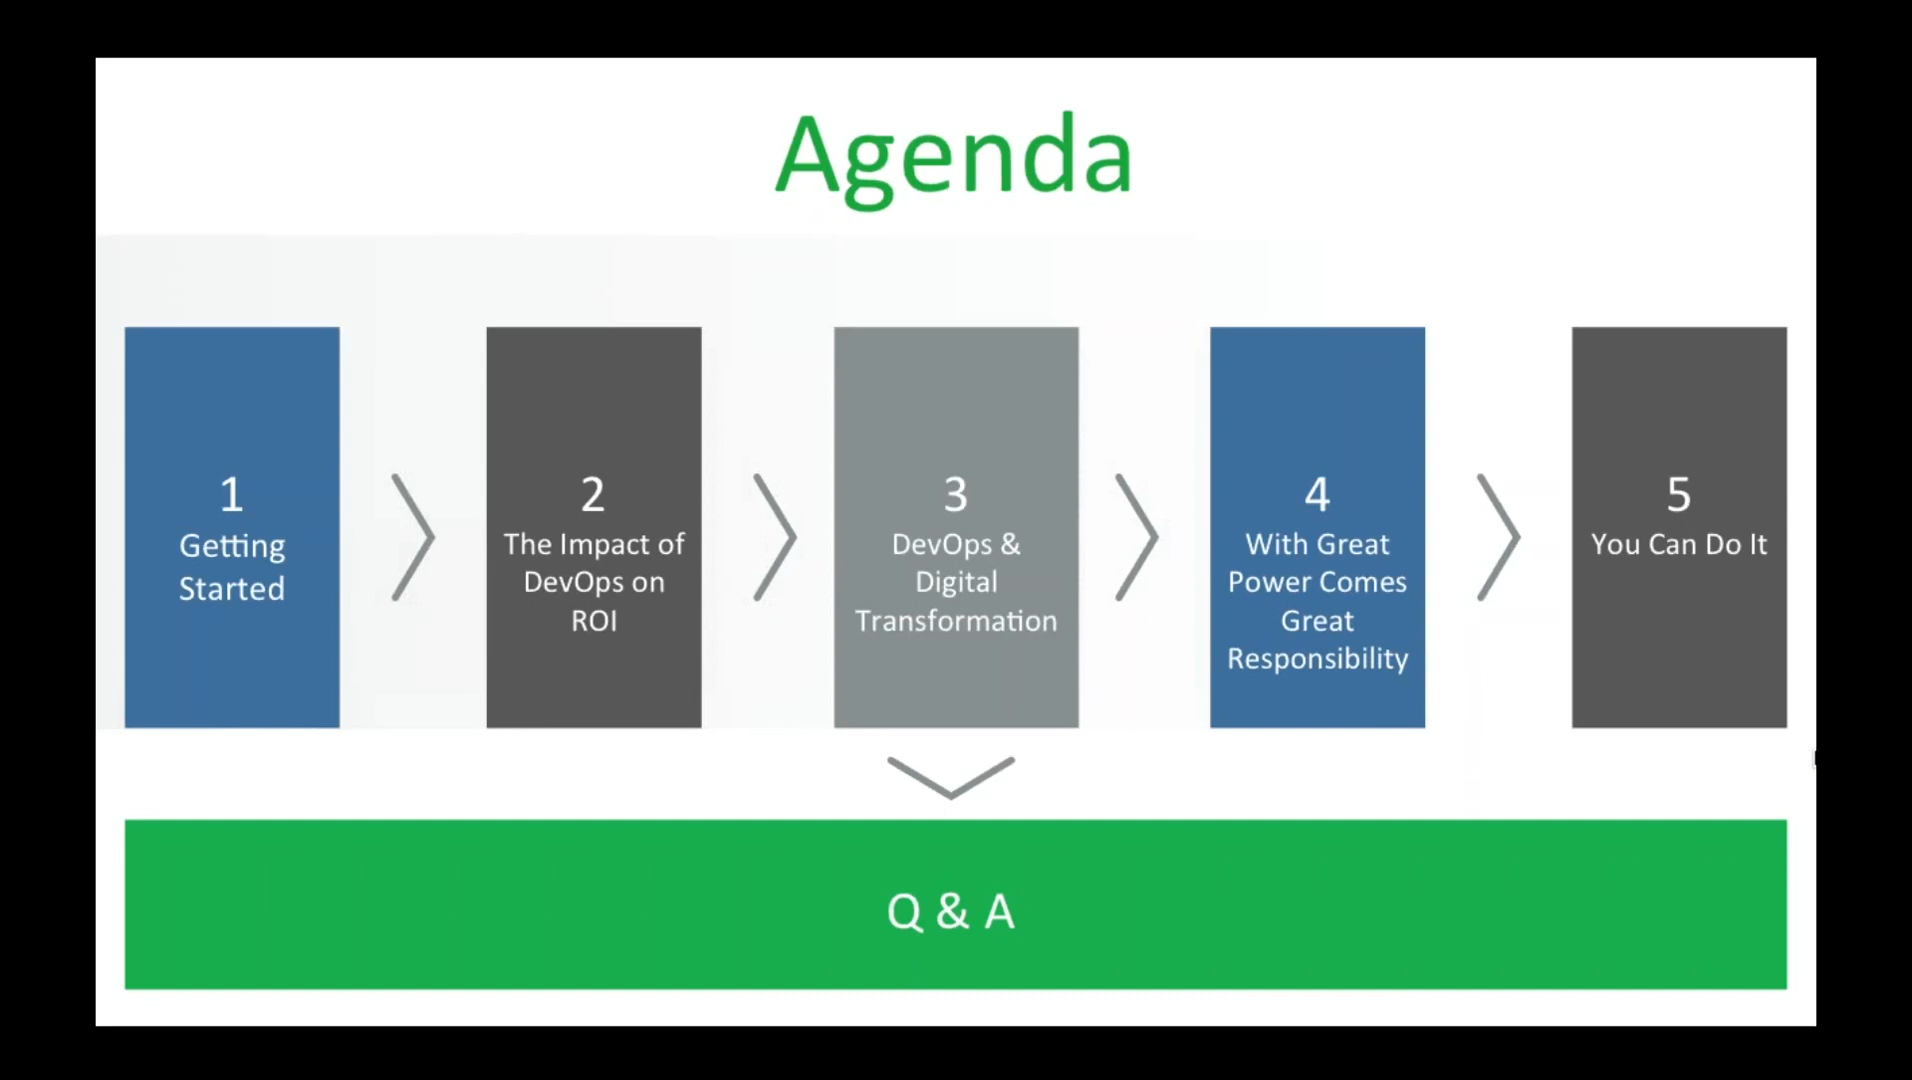 Agenda
1
Getting
Started
2
The Impact of
DevOps on
ROI
3
DevOps &
Digital
Transformation
4
With Great
Power Comes
Great
Responsibility
5
You Can Do It
Q & A